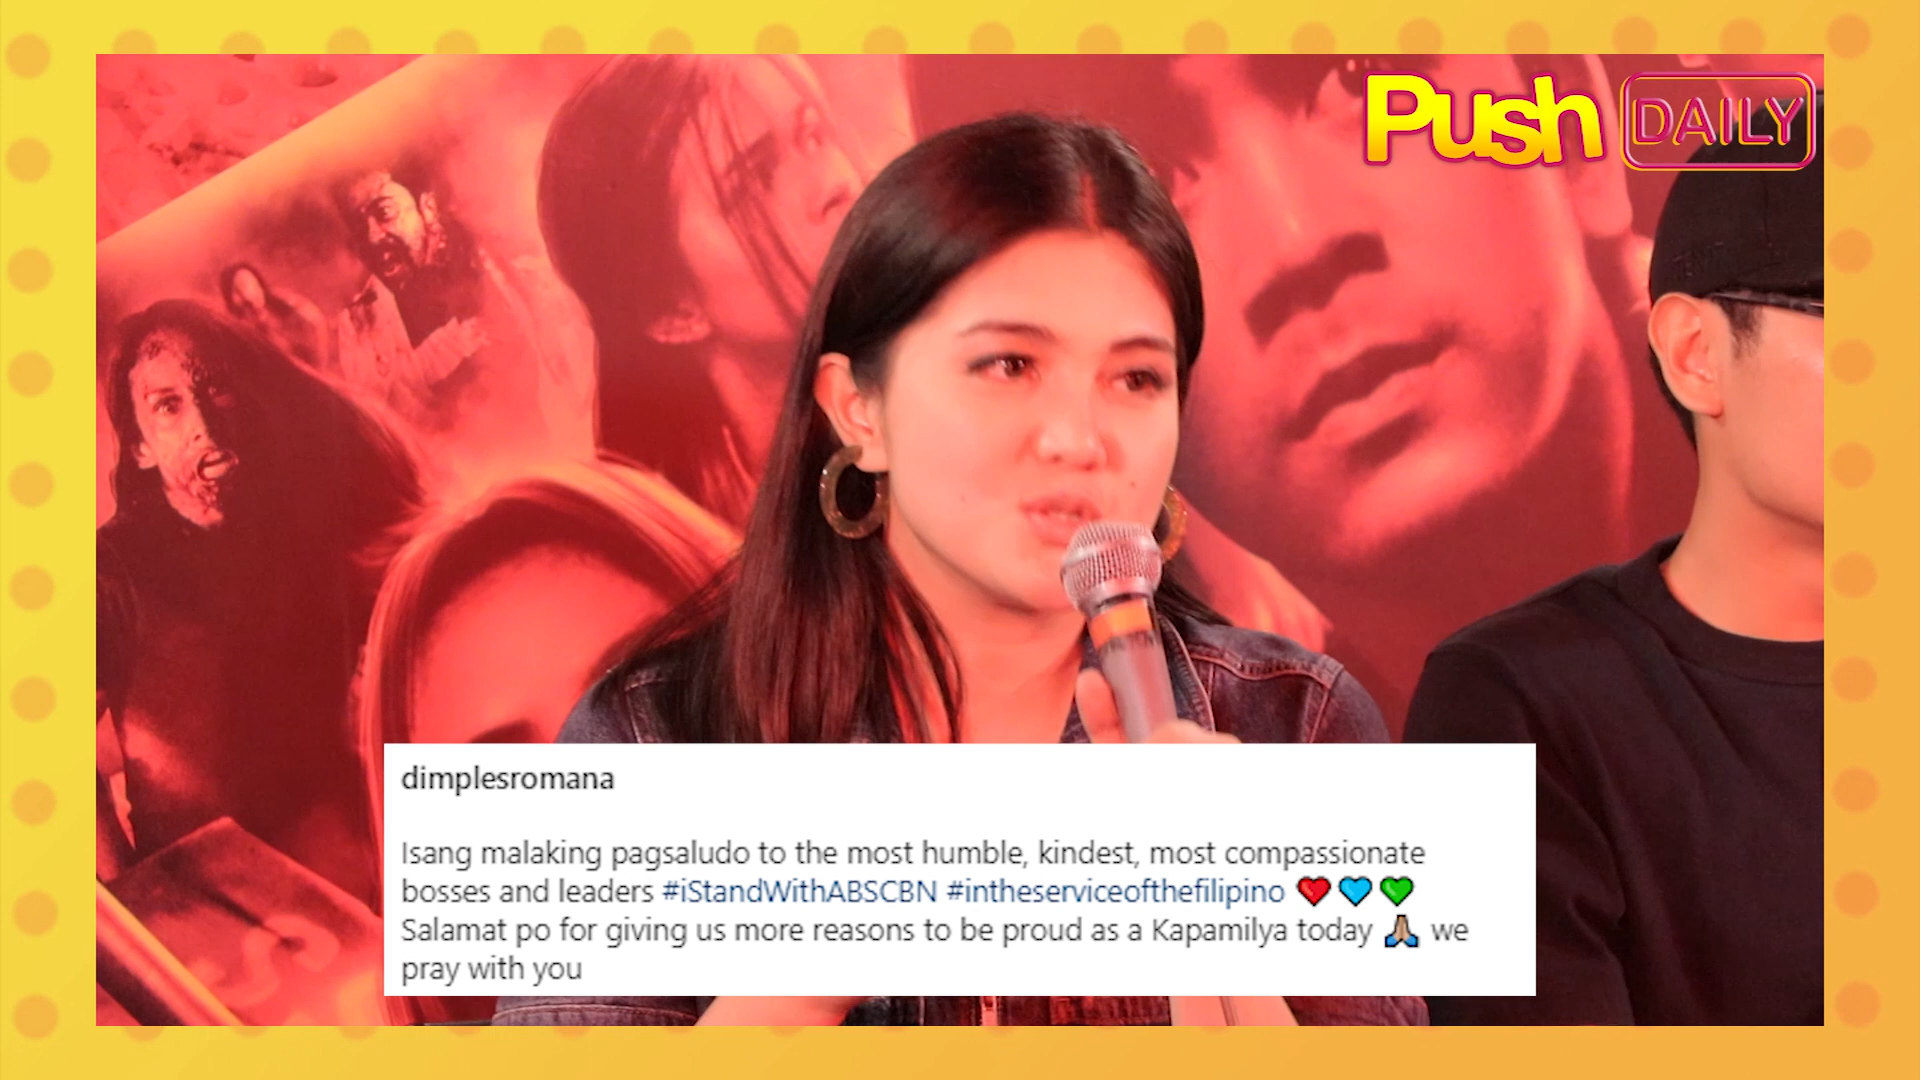 Push DAILY
dimplesromana
Isang malaking pagsaludo to the most humble, kindest, most compassionate
bosses and leaders #iStandWithABSCBN #intheserviceofthefilipino ❤️💙💚
Salamat po for giving us more reasons to be proud as a Kapamilya today 🙏🏽 we
pray with you